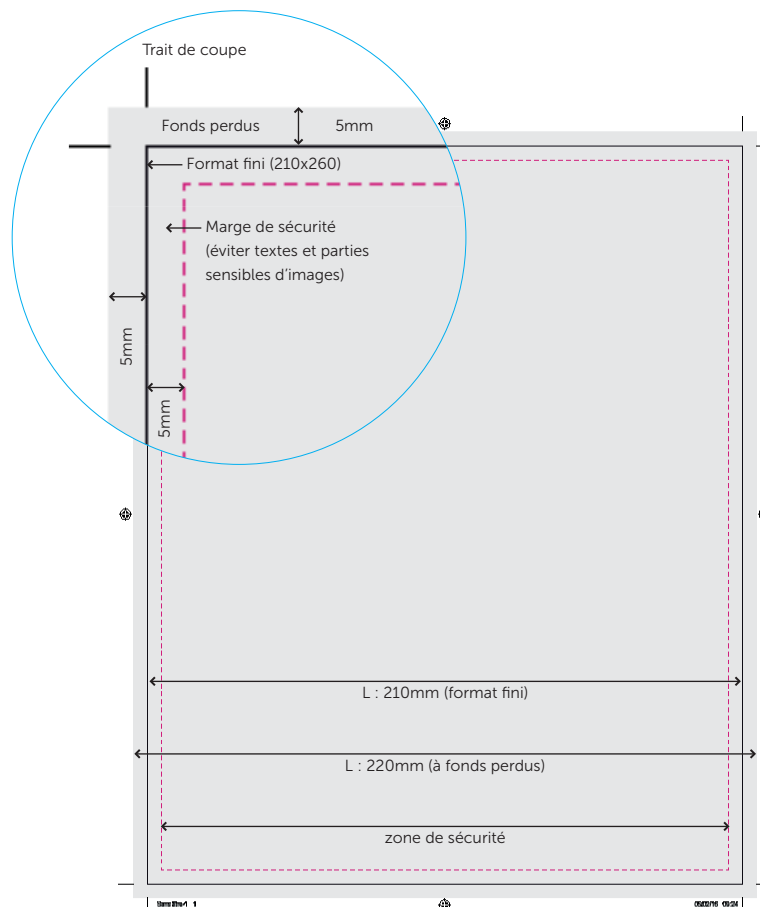 Trait de coupe
Fonds perdus 5mm
Format fini (210x260)
Marge de sécurité
(éviter textes et parties
sensibles d’images)
5mm
5mm
L : 210mm (format fini)
L : 220mm (à fonds perdus)
zone de sécurité